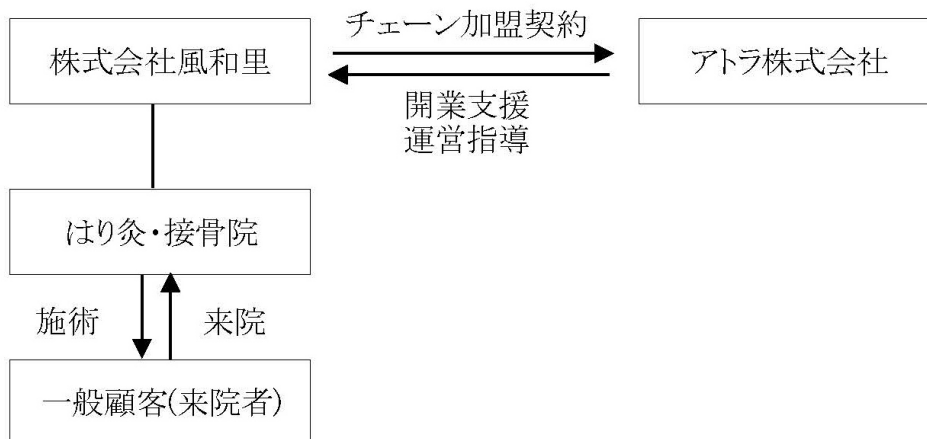 チェーン加盟契約
株式会社風和里
アトラ株式会社
開業支援
運営指導
はり灸・接骨院
施術
来院
一般顧客(来院者)